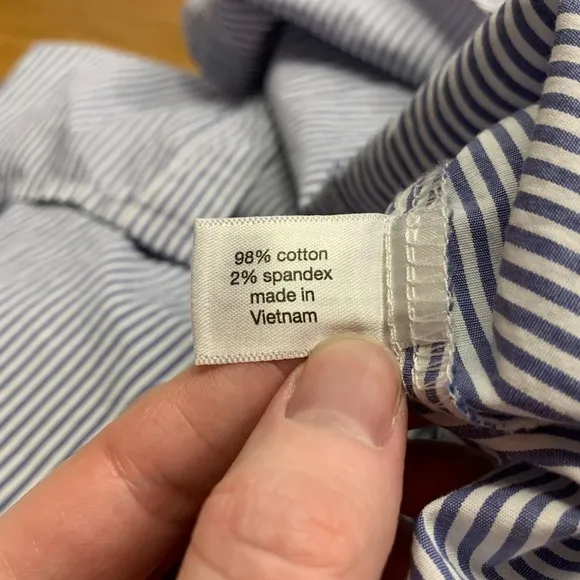 98% cotton
2% spandex
made in
Vietnam